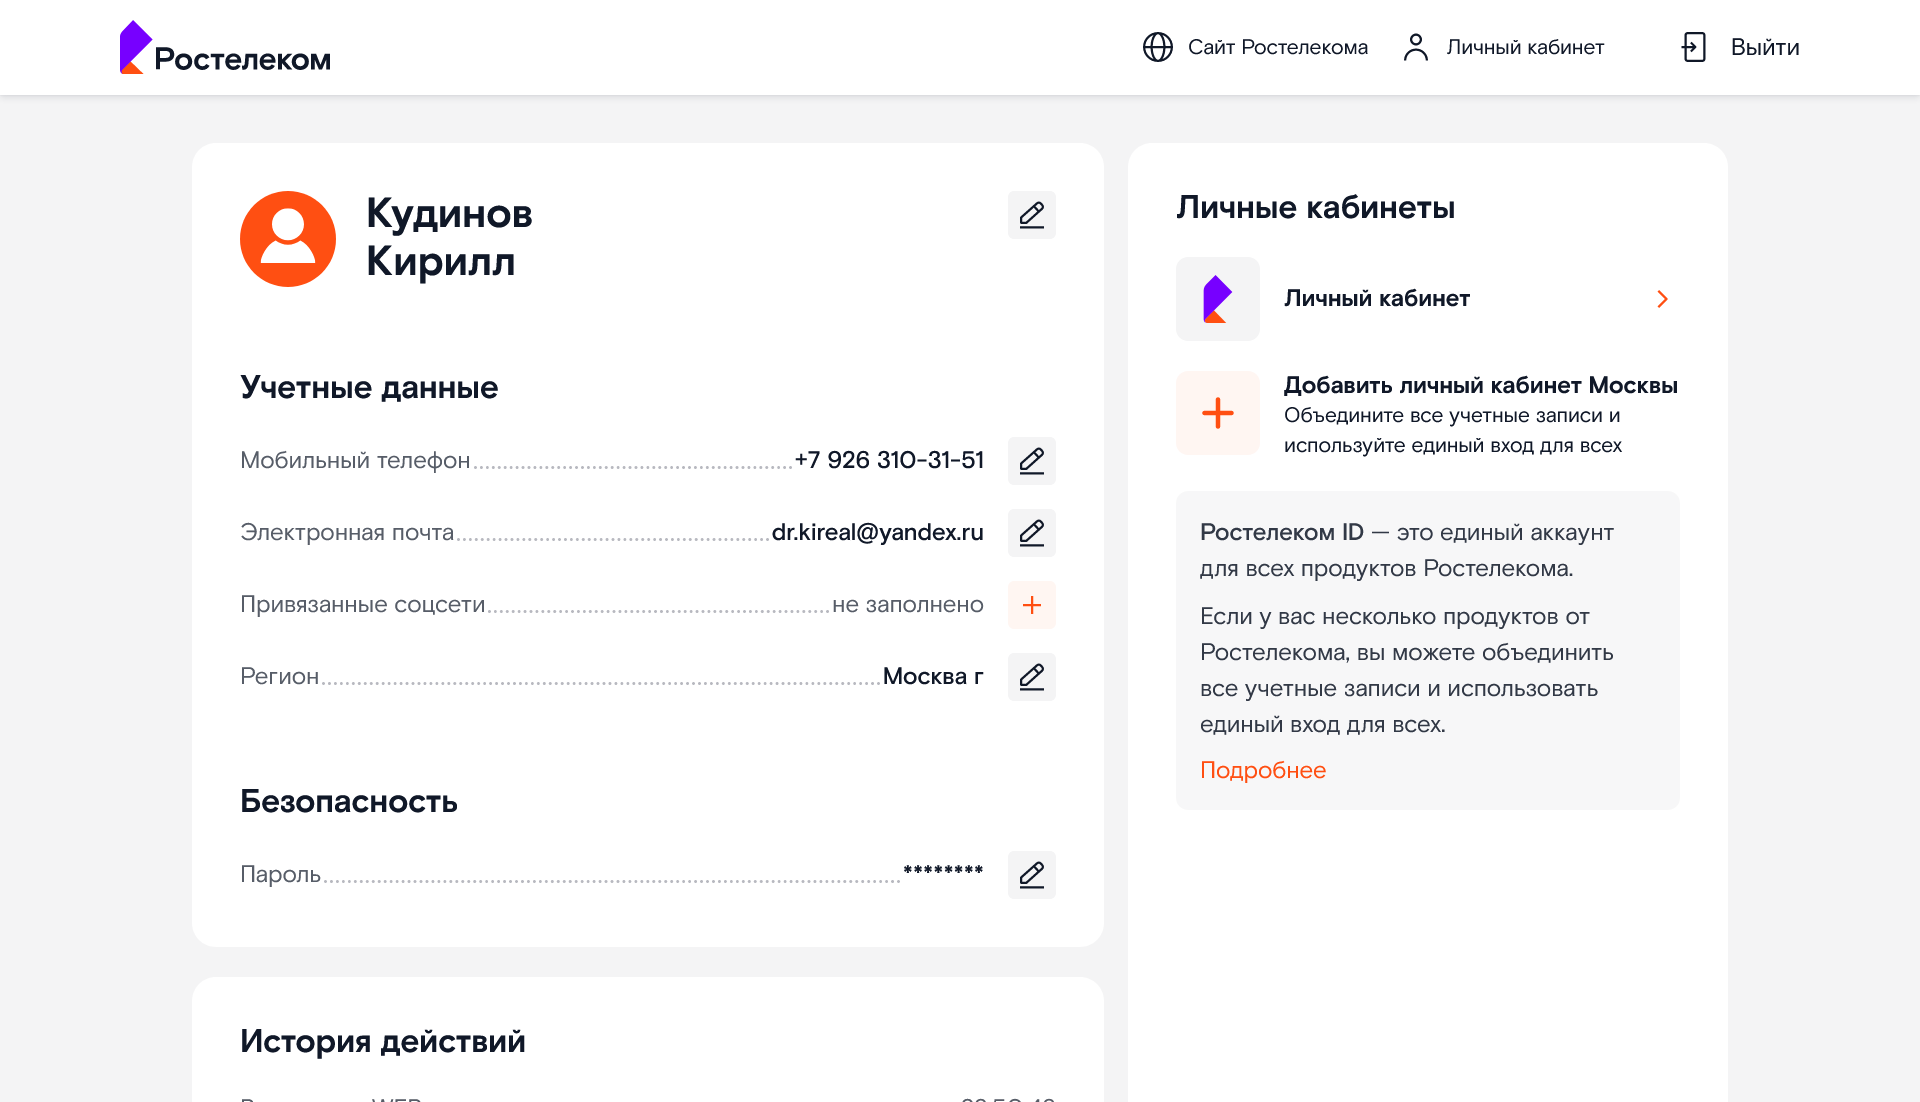 Ростелеком
Сайт Ростелекома
Личный кабинет
Выйти
Кудинов
Кирилл
Учетные данные
Мобильный телефон
+7 926 310-31-51
Электронная почта
dr.kireal@yandex.ru
Привязанные соцсети
не заполнено
Регион
Москва г
Безопасность
Пароль
********
История действий
Личные кабинеты
Личный кабинет
Добавить личный кабинет Москвы
Объедините все учетные записи и
используйте единый вход для всех
Ростелеком ID — это единый аккаунт
для всех продуктов Ростелекома.
Если у вас несколько продуктов от
Ростелекома, вы можете объединить
все учетные записи и использовать
единый вход для всех.
Подробнее